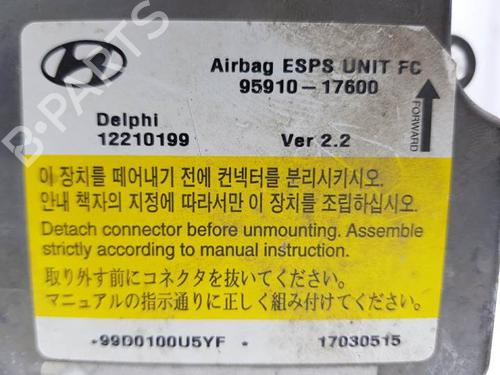 Airbag ESPS UNIT FC
95910-17600
FORWARD
Delphi
12210199 Ver 2.2
이 장치를 떼어내기 전에 컨넥터를 분리시키시오.
안내 책자의 지정에 따라서만 이 장치를 조립하십시오.
Detach connector before unmounting. Assemble
strictly according to manual instruction.
取り外す前にコネクタを抜いてください。
マニュアルの指示通りに正しく組み付けてください。
*99D0100U5YF * 17030515
B-PARTS